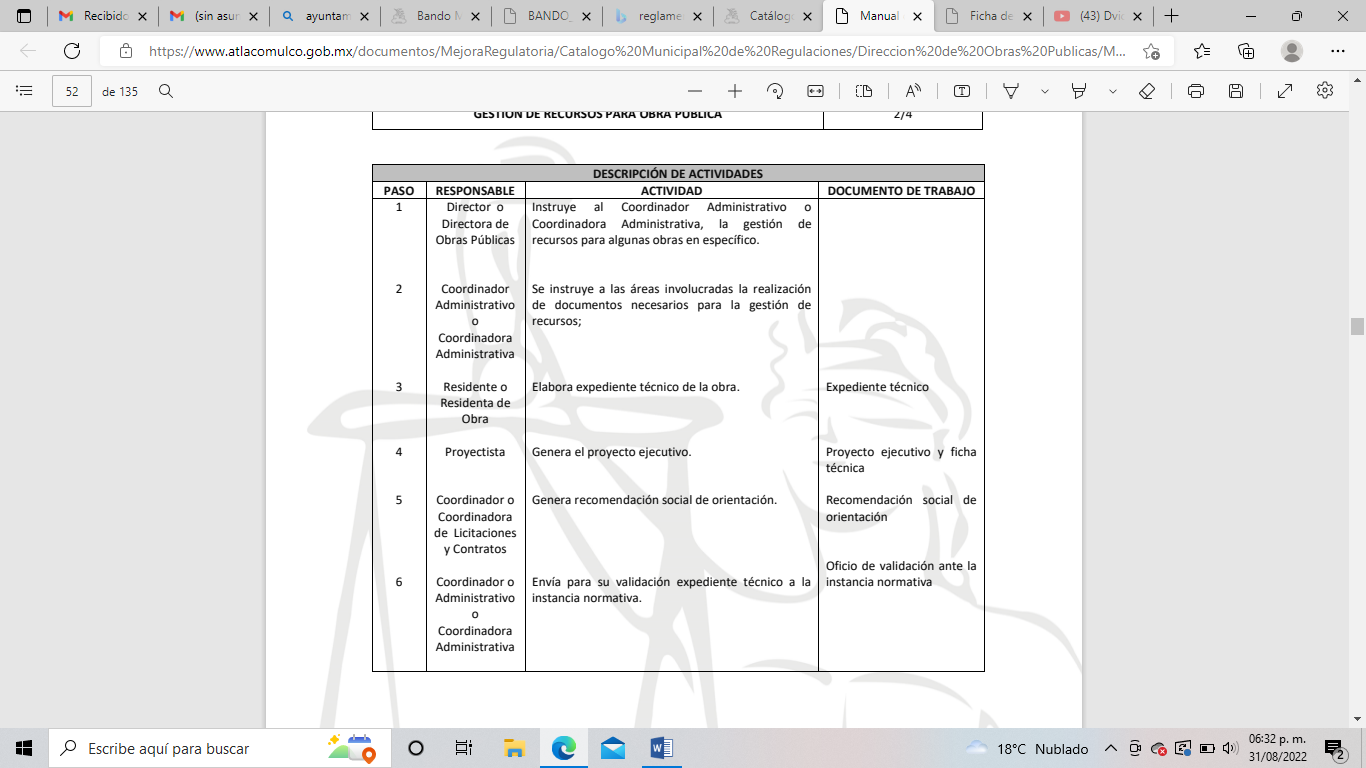 Recibido
(sin asun
ayuntam
Bando M
BANDO_
reglame
Catálogo
Manual
Ficha de
(43) Dvic
https://www.atlacomulco.gob.mx/documentos/MejoraRegulatoria/Catalogo%20Municipal%20de%20Regulaciones/Direccion%20de%20Obras%20Publicas/M...
52 de 135
GESTIÓN DE RECURSOS PARA OBRA PÚBLICA 2/4
DESCRIPCIÓN DE ACTIVIDADES
PASO RESPONSABLE ACTIVIDAD DOCUMENTO DE TRABAJO
1 Director o Instruye al Coordinador Administrativo o
Directora de Coordinadora Administrativa, la gestión de
Obras Públicas recursos para algunas obras en específico.
2 Coordinador Se instruye a las áreas involucradas la realización
Administrativo de documentos necesarios para la gestión de
o recursos;
Coordinadora
Administrativa
3 Residente o Elabora expediente técnico de la obra. Expediente técnico
Residenta de
Obra
4 Proyectista Genera el proyecto ejecutivo. Proyecto ejecutivo y ficha
técnica
5 Coordinador o Genera recomendación social de orientación. Recomendación social de
Coordinadora orientación
de Licitaciones
y Contratos
Oficio de validación ante la
6 Coordinador o Envía para su validación expediente técnico a la instancia normativa
Administrativo instancia normativa.
o
Coordinadora
Administrativa
Escribe aquí para buscar
18°C Nublado
06:32 p. m.
31/08/2022
2